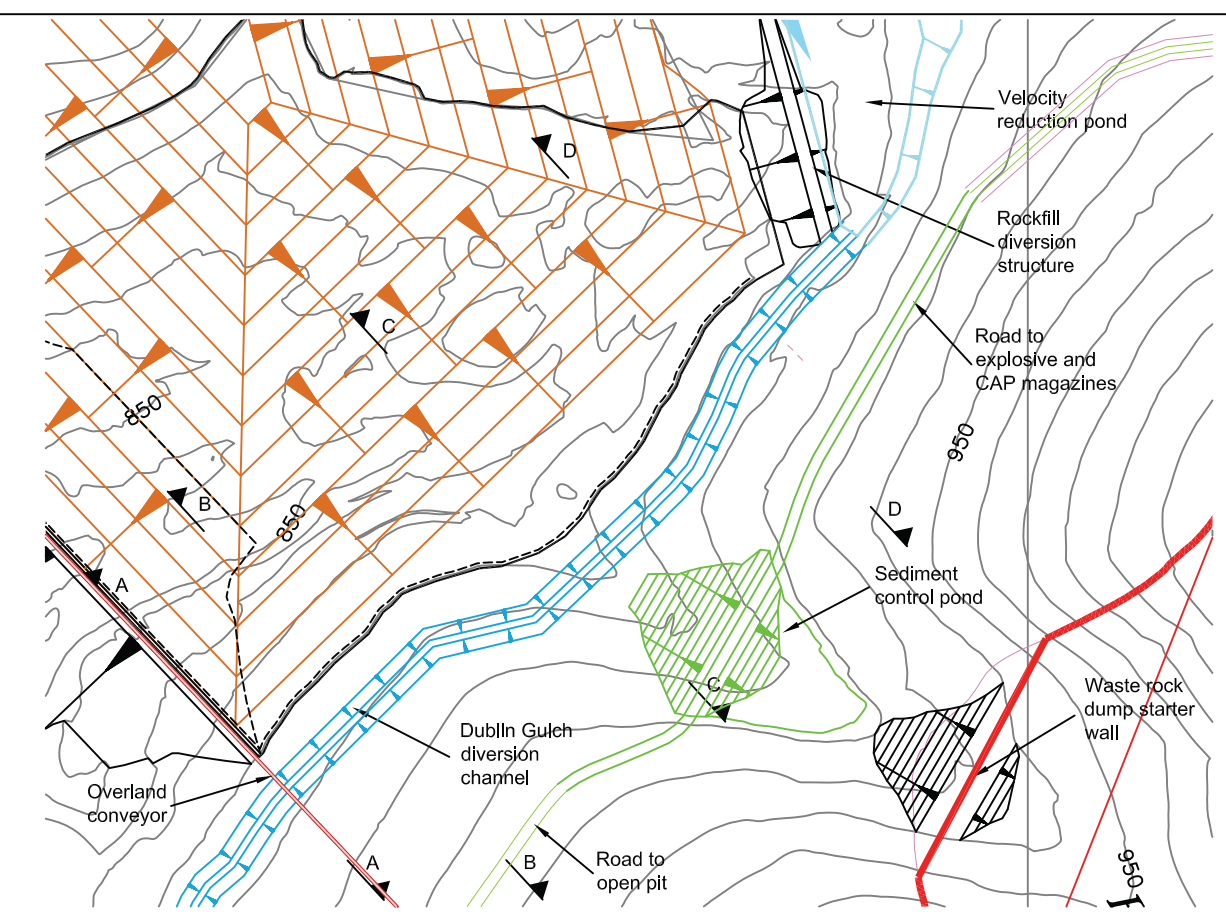 Velocity
reduction pond
D
Rockfill
diversion
structure
C
Road to
explosive and
CAP magazines
850
950
B
850
D
A
Sediment
control pond
C
Waste rock
dump starter
wall
DublIn Gulch
diversion
channel
Overland
conveyor
A
B
Road to
open pit
950